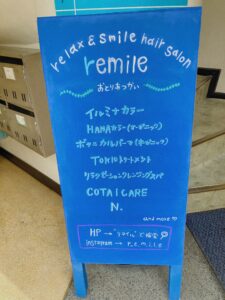 relax & smile hair salon
remile
おとりあつかい
イルミナカラー
HANAカラー(オーガニック)
ボタニカルパーマ(オーガニック)
TOKIOトリートメント
リラクゼーションクレンジングスパ
COTA i CARE
N.
and more
HP → "リマイル"で検索
instagram → r.e.m.i.l.e